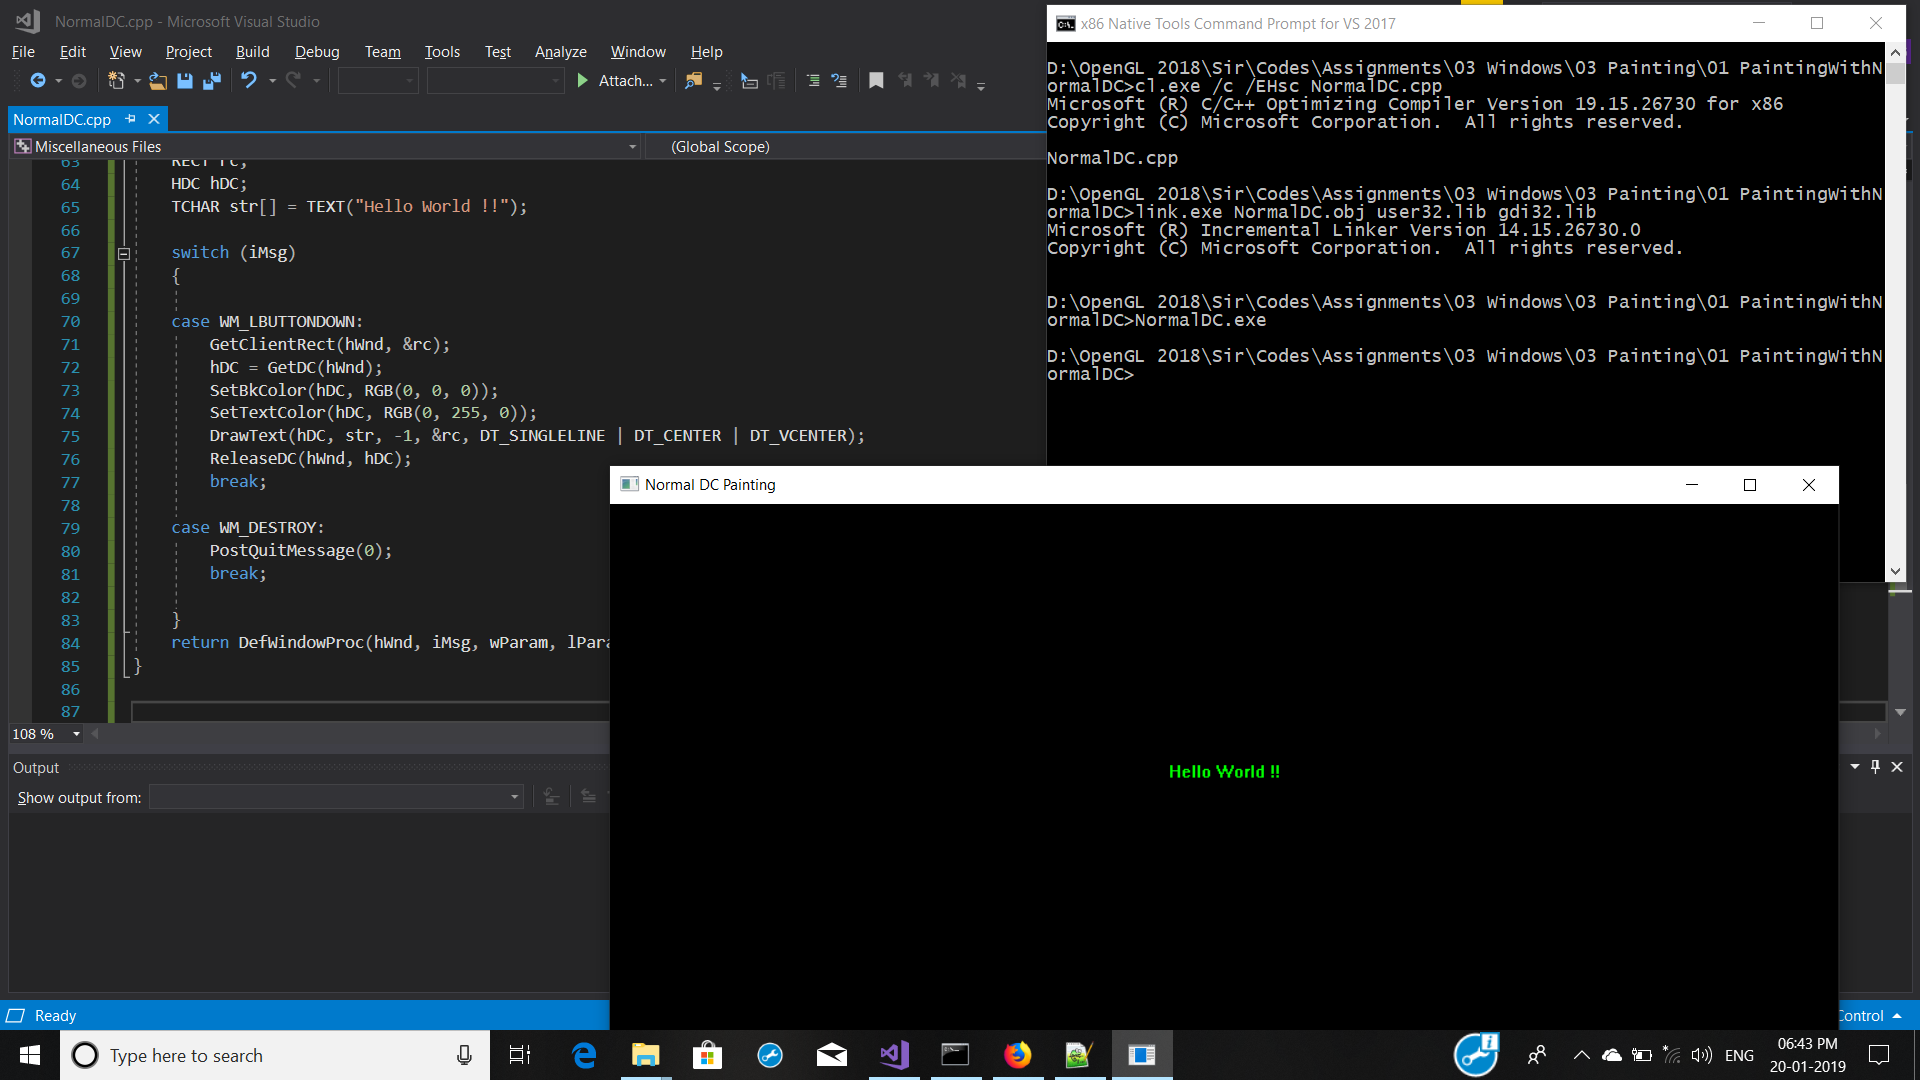 NormalDC.cpp - Microsoft Visual Studio
File Edit View Project Build Debug Team Tools Test Analyze Window Help
Attach...
NormalDC.cpp
Miscellaneous Files
(Global Scope)
63 RECT rc;
64 HDC hDC;
65 TCHAR str[] = TEXT("Hello World !!");
66
67 switch (iMsg)
68 {
69
70 case WM_LBUTTONDOWN:
71 GetClientRect(hWnd, &rc);
72 hDC = GetDC(hWnd);
73 SetBkColor(hDC, RGB(0, 0, 0));
74 SetTextColor(hDC, RGB(0, 255, 0));
75 DrawText(hDC, str, -1, &rc, DT_SINGLELINE | DT_CENTER | DT_VCENTER);
76 ReleaseDC(hWnd, hDC);
77 break;
78
79 case WM_DESTROY:
80 PostQuitMessage(0);
81 break;
82
83 }
84 return DefWindowProc(hWnd, iMsg, wParam, lPara
85 }
86
87
108 %
Output
Show output from:
Ready
x86 Native Tools Command Prompt for VS 2017
D:\OpenGL 2018\Sir\Codes\Assignments\03 Windows\03 Painting\01 PaintingWithN
ormalDC>cl.exe /c /EHsc NormalDC.cpp
Microsoft (R) C/C++ Optimizing Compiler Version 19.15.26730 for x86
Copyright (C) Microsoft Corporation.  All rights reserved.
NormalDC.cpp
D:\OpenGL 2018\Sir\Codes\Assignments\03 Windows\03 Painting\01 PaintingWithN
ormalDC>link.exe NormalDC.obj user32.lib gdi32.lib
Microsoft (R) Incremental Linker Version 14.15.26730.0
Copyright (C) Microsoft Corporation.  All rights reserved.
D:\OpenGL 2018\Sir\Codes\Assignments\03 Windows\03 Painting\01 PaintingWithN
ormalDC>NormalDC.exe
D:\OpenGL 2018\Sir\Codes\Assignments\03 Windows\03 Painting\01 PaintingWithN
ormalDC>
Normal DC Painting
Hello World !!
Control
Type here to search
ENG
06:43 PM
20-01-2019